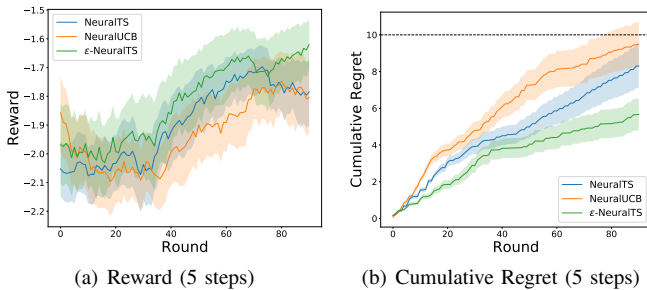 −1.5
−1.6
−1.7
−1.8
−1.9
−2.0
−2.1
−2.2
Reward
0 20 40 60 80
Round
NeuralTS
NeuralUCB
ε-NeuralTS
(a) Reward (5 steps)
10
8
6
4
2
0
Cumulative Regret
0 20 40 60 80
Round
NeuralTS
NeuralUCB
ε-NeuralTS
(b) Cumulative Regret (5 steps)